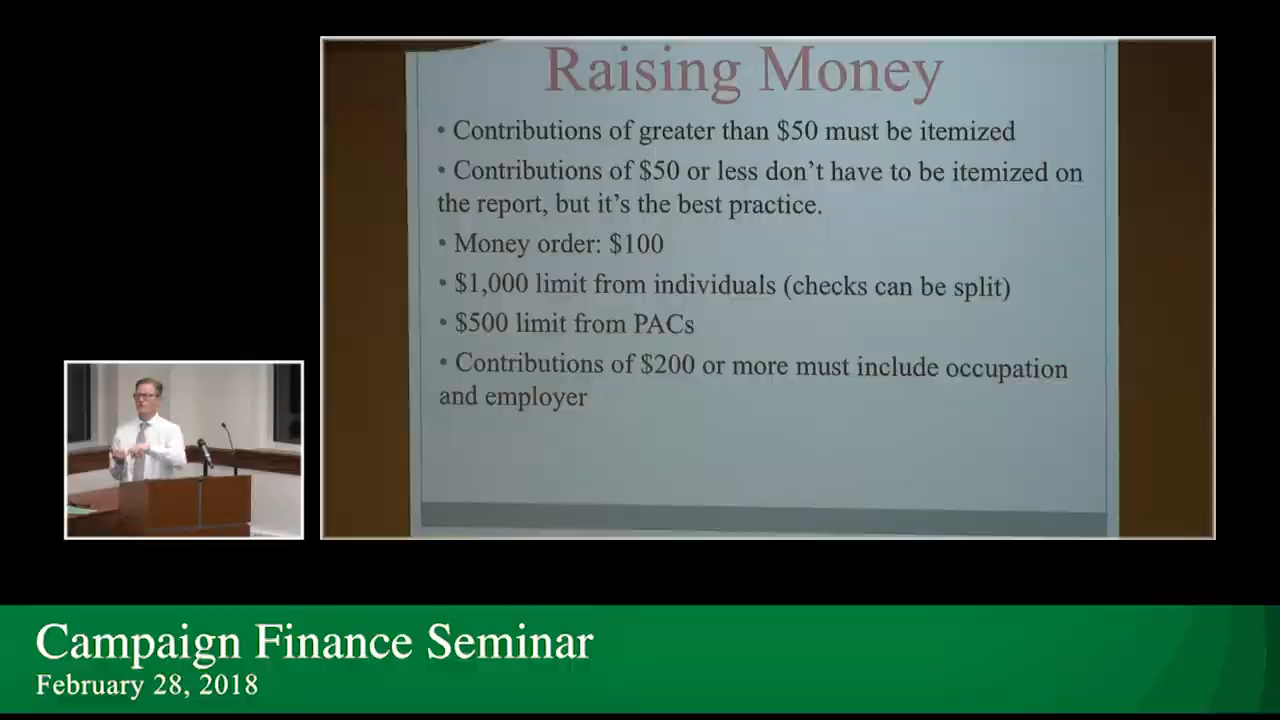 Raising Money
• Contributions of greater than $50 must be itemized
• Contributions of $50 or less don’t have to be itemized on
the report, but it’s the best practice.
• Money order: $100
• $1,000 limit from individuals (checks can be split)
• $500 limit from PACs
• Contributions of $200 or more must include occupation
and employer
Campaign Finance Seminar
February 28, 2018